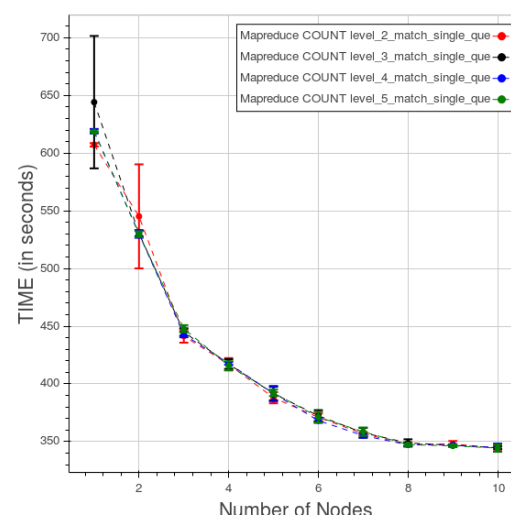 Mapreduce COUNT level_2_match_single_que
Mapreduce COUNT level_3_match_single_que
Mapreduce COUNT level_4_match_single_que
Mapreduce COUNT level_5_match_single_que
700
650
600
550
500
450
400
350
TIME (in seconds)
2 4 6 8 10
Number of Nodes